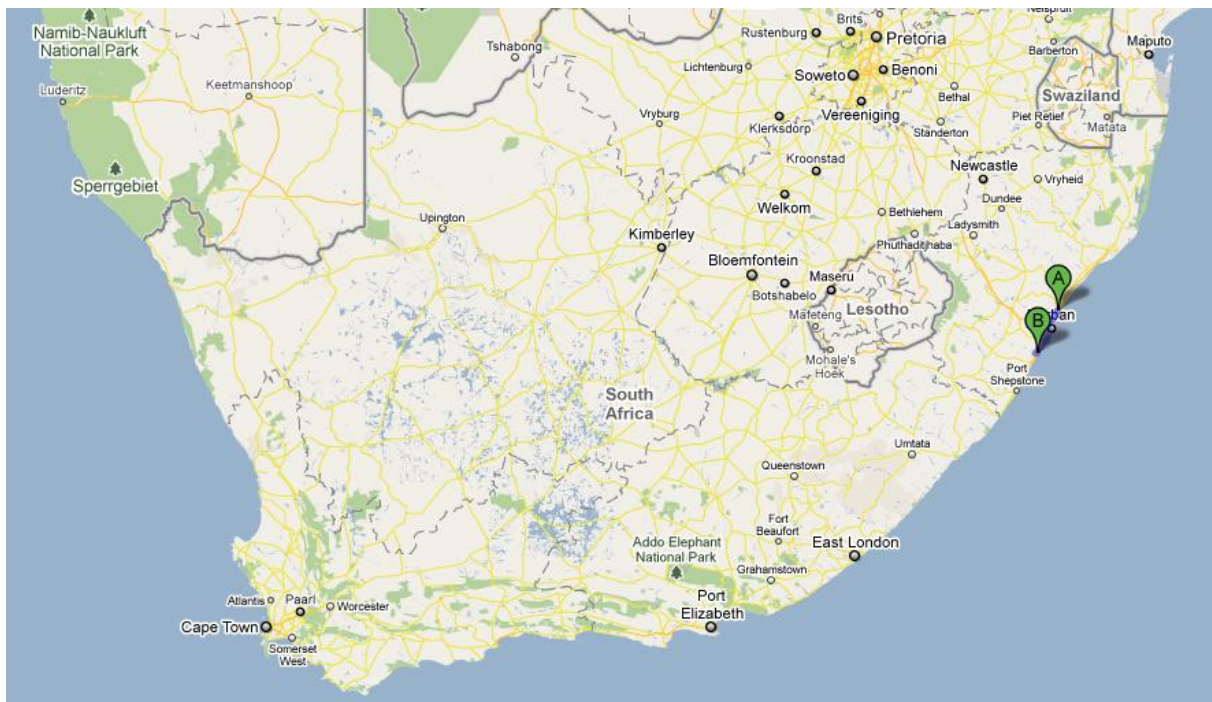 Namib-Naukluft
National Park
Luderitz
Keetmanshoop
Sperrgebiet
Tshabong
Rustenburg
Brits
Pretoria
Nelspruit
Barberton
Maputo
Lichtenburg
Soweto
Benoni
Bethal
Swaziland
Vryburg
Klerksdorp
Vereeniging
Standerton
Piet Retief
Matata
Kroonstad
Newcastle
Vryheid
Welkom
Bethlehem
Dundee
Upington
Ladysmith
Kimberley
Phuthaditjhaba
Bloemfontein
Botshabelo
Maseru
A
Mafeteng
Lesotho
B
ban
Mohale's
Hoek
Port
Shepstone
South
Africa
Umtata
Queenstown
Fort
Beaufort
East London
Addo Elephant
National Park
Grahamstown
Port
Elizabeth
Atlantis
Paarl
Worcester
Cape Town
Somerset
West